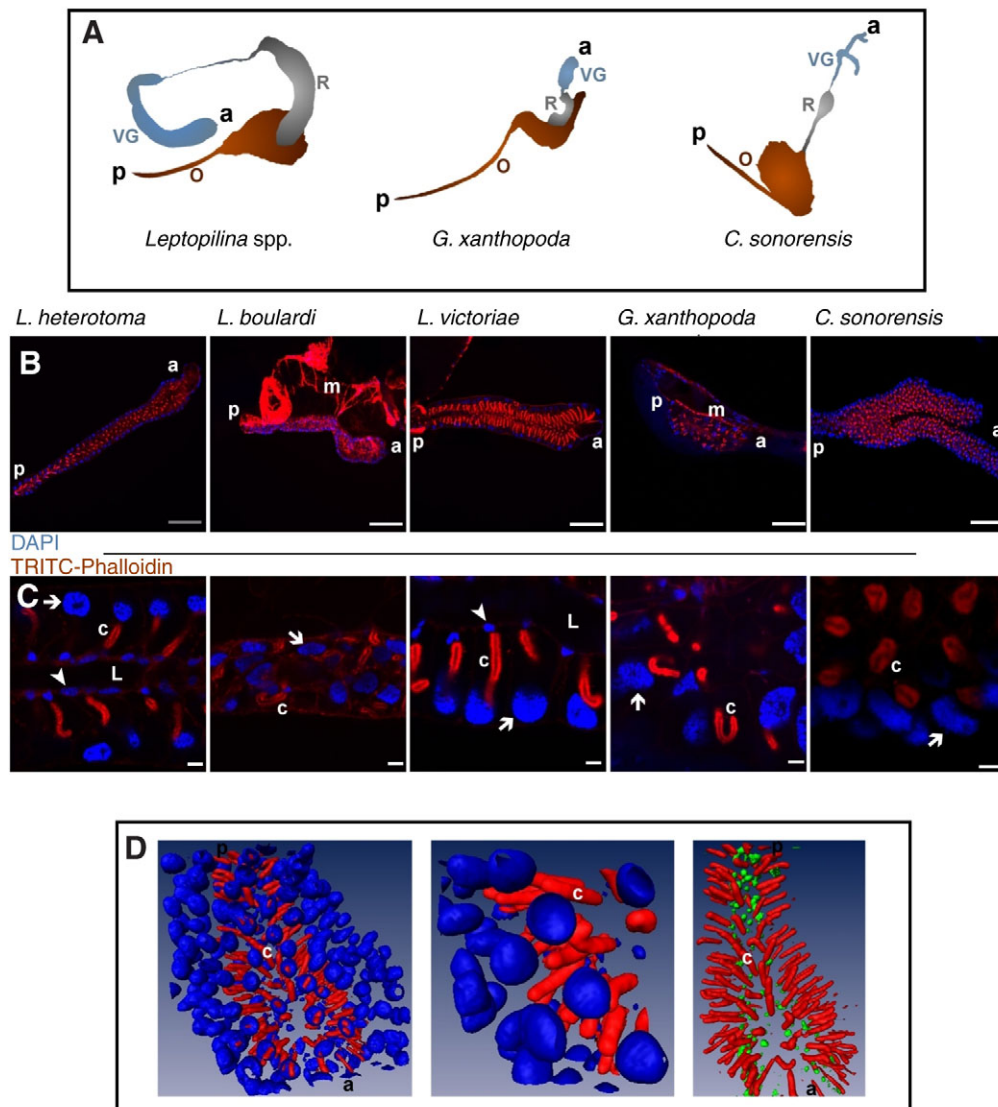 A
a
VG
R
p
O
Leptopilina spp.
a
VG
R
O
p
G. xanthopoda
a
VG
R
O
p
C. sonorensis
L. heterotoma
L. boulardi
L. victoriae
G. xanthopoda
C. sonorensis
B
a
p
m
p
a
p
a
p
m
a
a
p
DAPI
TRITC-Phalloidin
C
c
L
c
L
c
c
c
D
p
c
a
c
p
c
a